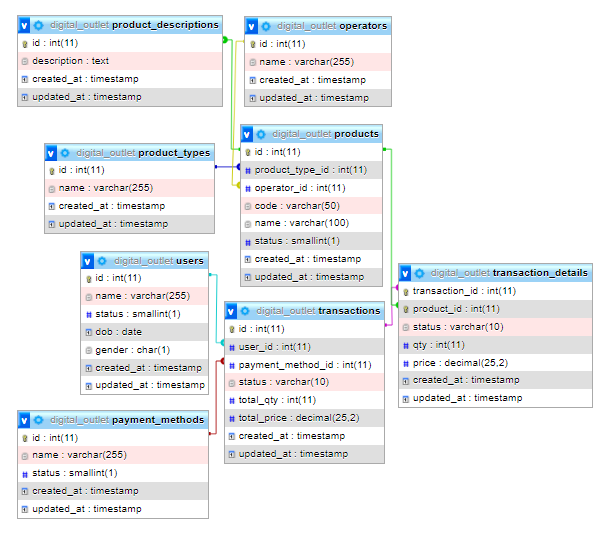 digital_outlet product_descriptions
id : int(11)
description : text
created_at : timestamp
updated_at : timestamp
digital_outlet operators
id : int(11)
name : varchar(255)
created_at : timestamp
updated_at : timestamp
digital_outlet product_types
id : int(11)
name : varchar(255)
created_at : timestamp
updated_at : timestamp
digital_outlet products
id : int(11)
product_type_id : int(11)
operator_id : int(11)
code : varchar(50)
name : varchar(100)
status : smallint(1)
created_at : timestamp
updated_at : timestamp
digital_outlet users
id : int(11)
name : varchar(255)
status : smallint(1)
dob : date
gender : char(1)
created_at : timestamp
updated_at : timestamp
digital_outlet transactions
id : int(11)
user_id : int(11)
payment_method_id : int(11)
status : varchar(10)
total_qty : int(11)
total_price : decimal(25,2)
created_at : timestamp
updated_at : timestamp
digital_outlet transaction_details
transaction_id : int(11)
product_id : int(11)
status : varchar(10)
qty : int(11)
price : decimal(25,2)
created_at : timestamp
updated_at : timestamp
digital_outlet payment_methods
id : int(11)
name : varchar(255)
status : smallint(1)
created_at : timestamp
updated_at : timestamp